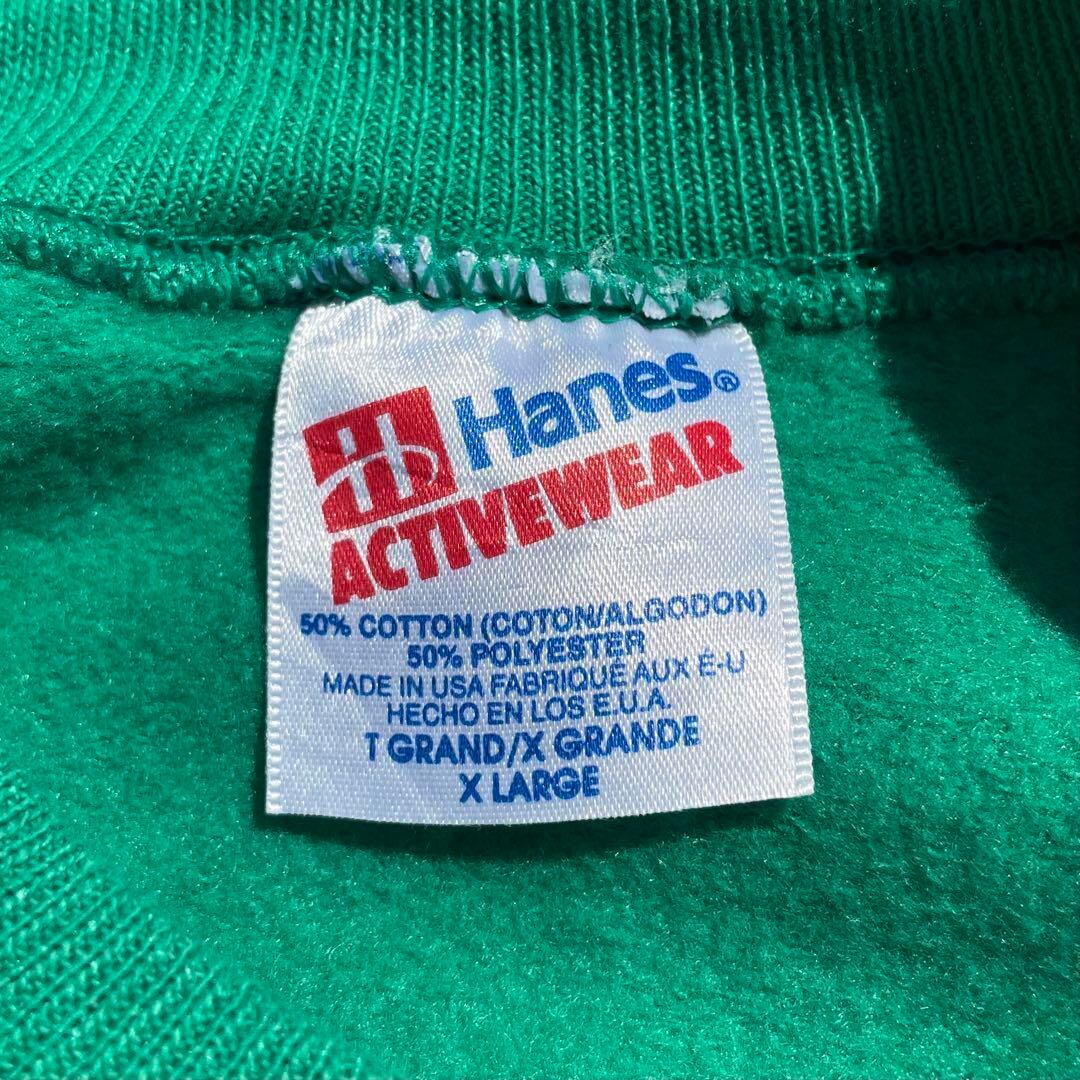 Hanes®
ACTIVEWEAR
50% COTTON (COTON/ALGODON)
50% POLYESTER
MADE IN USA FABRIQUÉ AUX É-U
HECHO EN LOS E.U.A.
T GRAND/X GRANDE
X LARGE